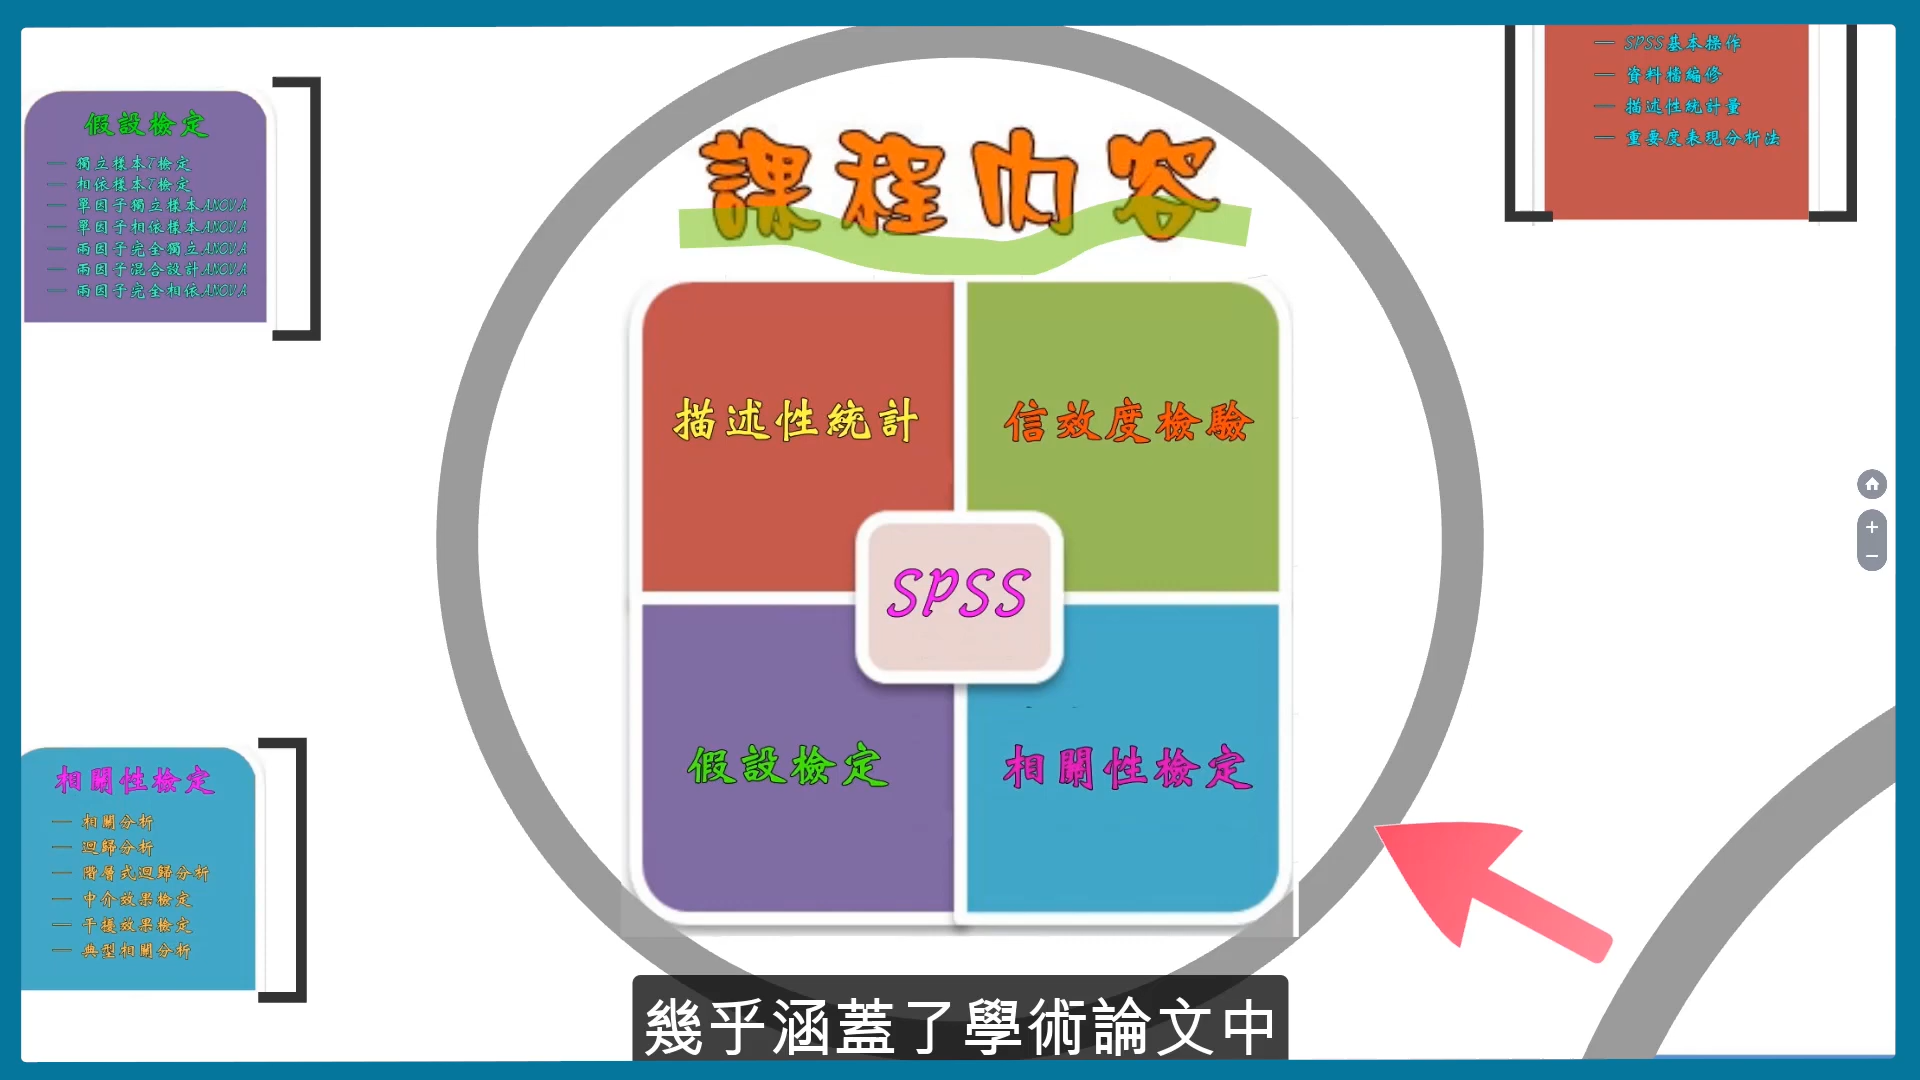 課程內容
描述性統計
信效度檢驗
SPSS
假設檢定
相關性檢定
假設檢定
— 獨立樣本T檢定
— 相依樣本T檢定
— 單因子獨立樣本ANOVA
— 單因子相依樣本ANOVA
— 兩因子完全獨立ANOVA
— 兩因子混合設計ANOVA
— 兩因子完全相依ANOVA
相關性檢定
— 相關分析
— 迴歸分析
— 階層式迴歸分析
— 中介效果檢定
— 干擾效果檢定
— 典型相關分析
— SPSS基本操作
— 資料檔編修
— 描述性統計量
— 重要度表現分析法
幾乎涵蓋了學術論文中